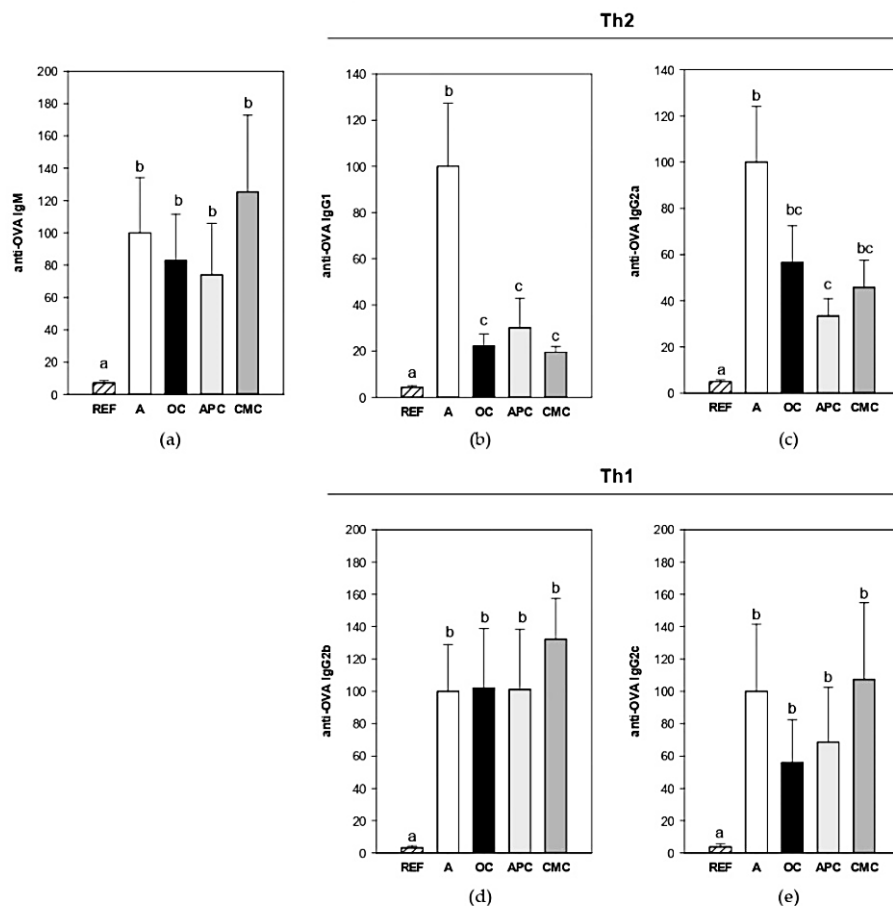 Th2
200
180
160
140
120
100
80
60
40
20
0
anti-OVA IgM
a
b
b
b
b
REF A OC APC CMC
(a)
140
120
100
80
60
40
20
0
anti-OVA IgG1
a
b
c
c
c
REF A OC APC CMC
(b)
140
120
100
80
60
40
20
0
anti-OVA IgG2a
a
b
bc
c
bc
REF A OC APC CMC
(c)
Th1
200
180
160
140
120
100
80
60
40
20
0
anti-OVA IgG2b
a
b
b
b
b
REF A OC APC CMC
(d)
200
180
160
140
120
100
80
60
40
20
0
anti-OVA IgG2c
a
b
b
b
b
REF A OC APC CMC
(e)